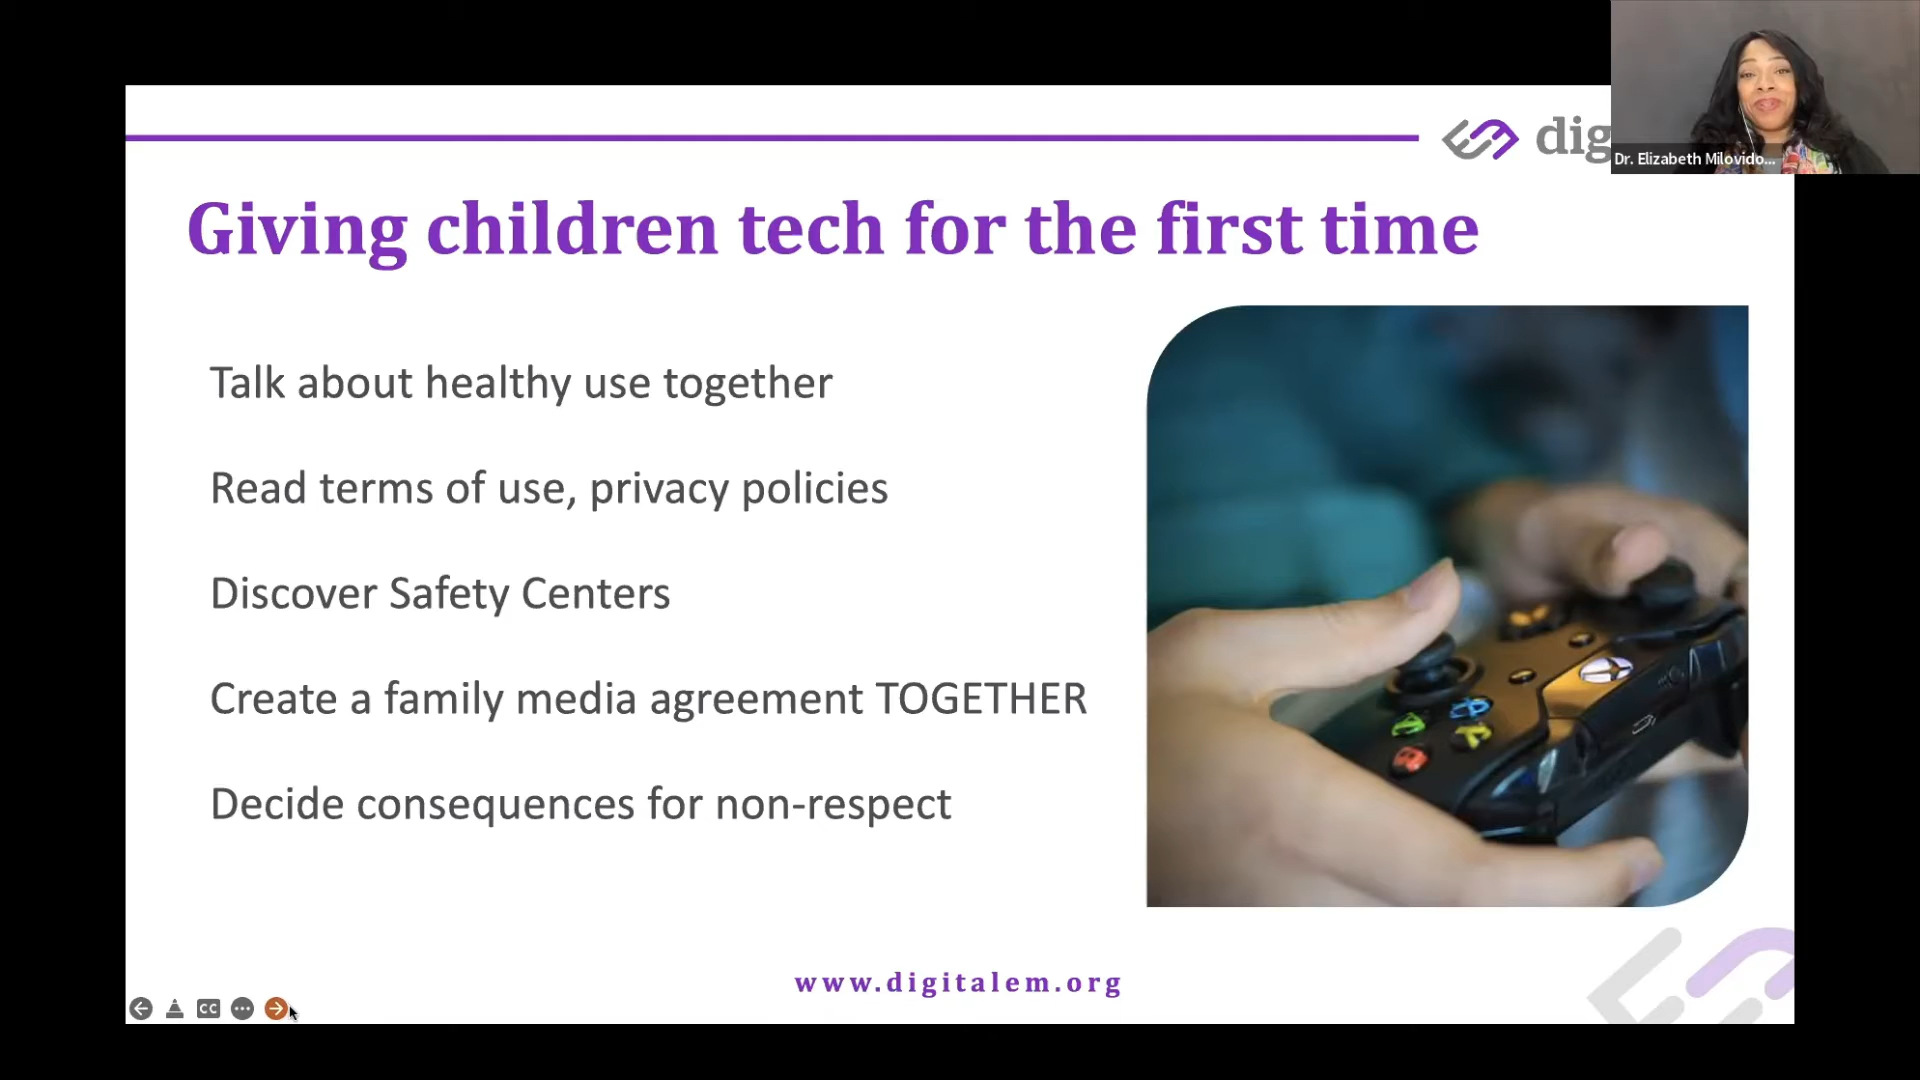 dig
Dr. Elizabeth Milovido...
Giving children tech for the first time
Talk about healthy use together
Read terms of use, privacy policies
Discover Safety Centers
Create a family media agreement TOGETHER
Decide consequences for non-respect
www.digitalem.org
CC